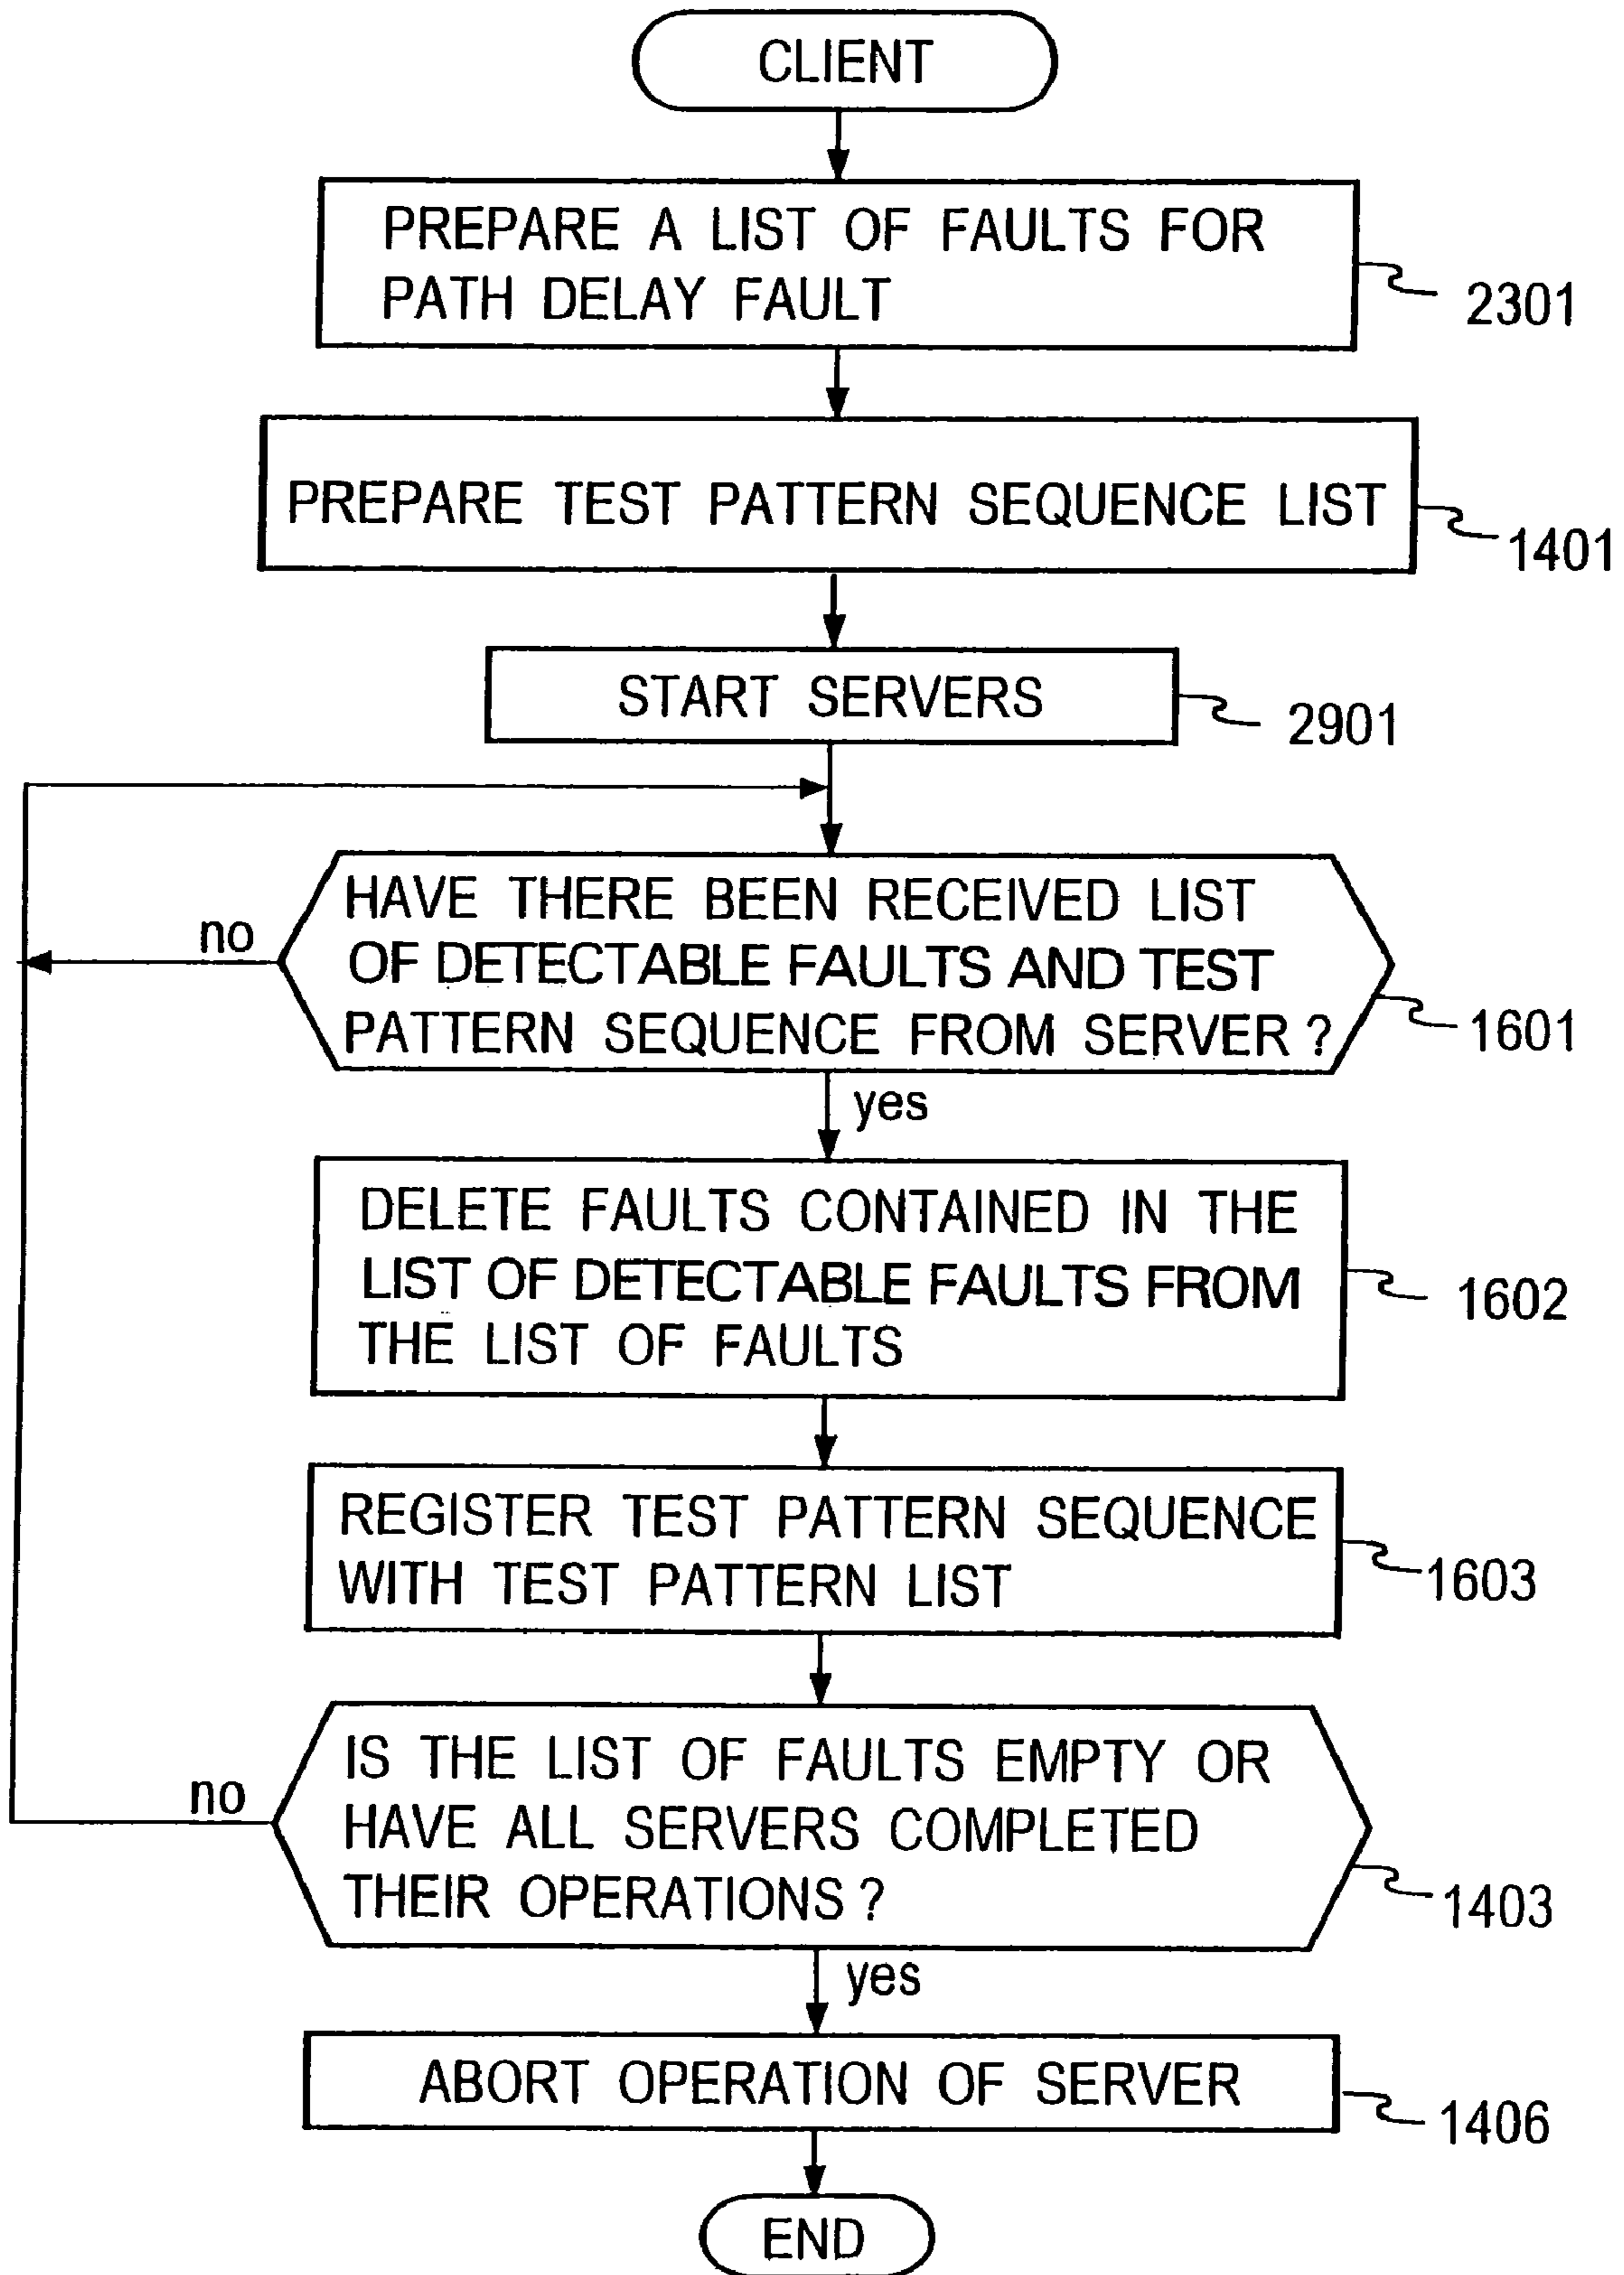 CLIENT
PREPARE A LIST OF FAULTS FOR
PATH DELAY FAULT
2301
PREPARE TEST PATTERN SEQUENCE LIST
1401
START SERVERS
2901
HAVE THERE BEEN RECEIVED LIST
OF DETECTABLE FAULTS AND TEST
PATTERN SEQUENCE FROM SERVER ?
no
1601
yes
DELETE FAULTS CONTAINED IN THE
LIST OF DETECTABLE FAULTS FROM
THE LIST OF FAULTS
1602
REGISTER TEST PATTERN SEQUENCE
WITH TEST PATTERN LIST
1603
IS THE LIST OF FAULTS EMPTY OR
HAVE ALL SERVERS COMPLETED
THEIR OPERATIONS ?
no
1403
yes
ABORT OPERATION OF SERVER
1406
END